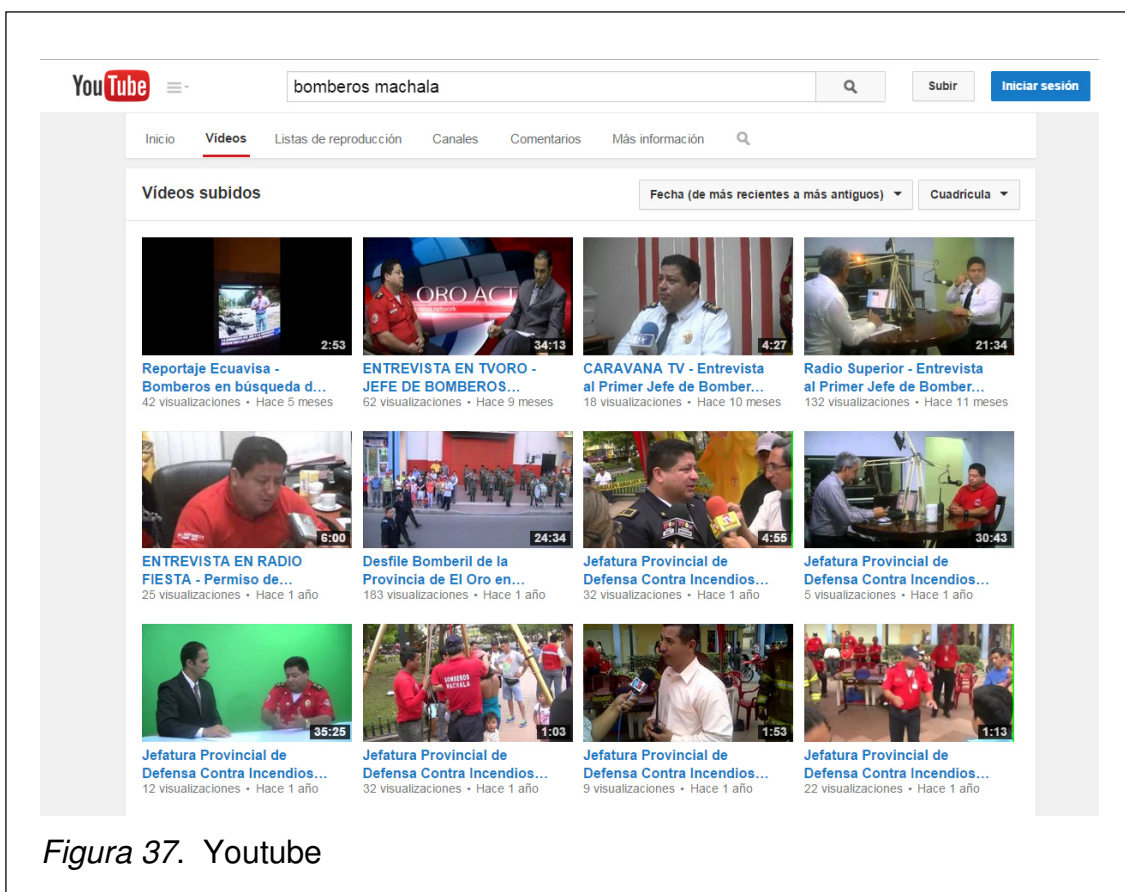 YouTube
bomberos machala
Subir
Iniciar sesión
Inicio Vídeos Listas de reproducción Canales Comentarios Más información
Vídeos subidos
Fecha (de más recientes a más antiguos)
Cuadrícula
2:53
Reportaje Ecuavisa -
Bomberos en búsqueda d...
42 visualizaciones • Hace 5 meses
ORO ACT
34:13
ENTREVISTA EN TVORO -
JEFE DE BOMBEROS...
62 visualizaciones • Hace 9 meses
4:27
CARAVANA TV - Entrevista
al Primer Jefe de Bomber...
18 visualizaciones • Hace 10 meses
21:34
Radio Superior - Entrevista
al Primer Jefe de Bomber...
132 visualizaciones • Hace 11 meses
6:00
ENTREVISTA EN RADIO
FIESTA - Permiso de...
25 visualizaciones • Hace 1 año
24:34
Desfile Bomberil de la
Provincia de El Oro en...
183 visualizaciones • Hace 1 año
4:55
Jefatura Provincial de
Defensa Contra Incendios...
32 visualizaciones • Hace 1 año
30:43
Jefatura Provincial de
Defensa Contra Incendios...
5 visualizaciones • Hace 1 año
35:25
Jefatura Provincial de
Defensa Contra Incendios...
12 visualizaciones • Hace 1 año
BOMBEROS
MACHALA
1:03
Jefatura Provincial de
Defensa Contra Incendios...
32 visualizaciones • Hace 1 año
1:53
Jefatura Provincial de
Defensa Contra Incendios...
9 visualizaciones • Hace 1 año
1:13
Jefatura Provincial de
Defensa Contra Incendios...
22 visualizaciones • Hace 1 año
Figura 37. Youtube